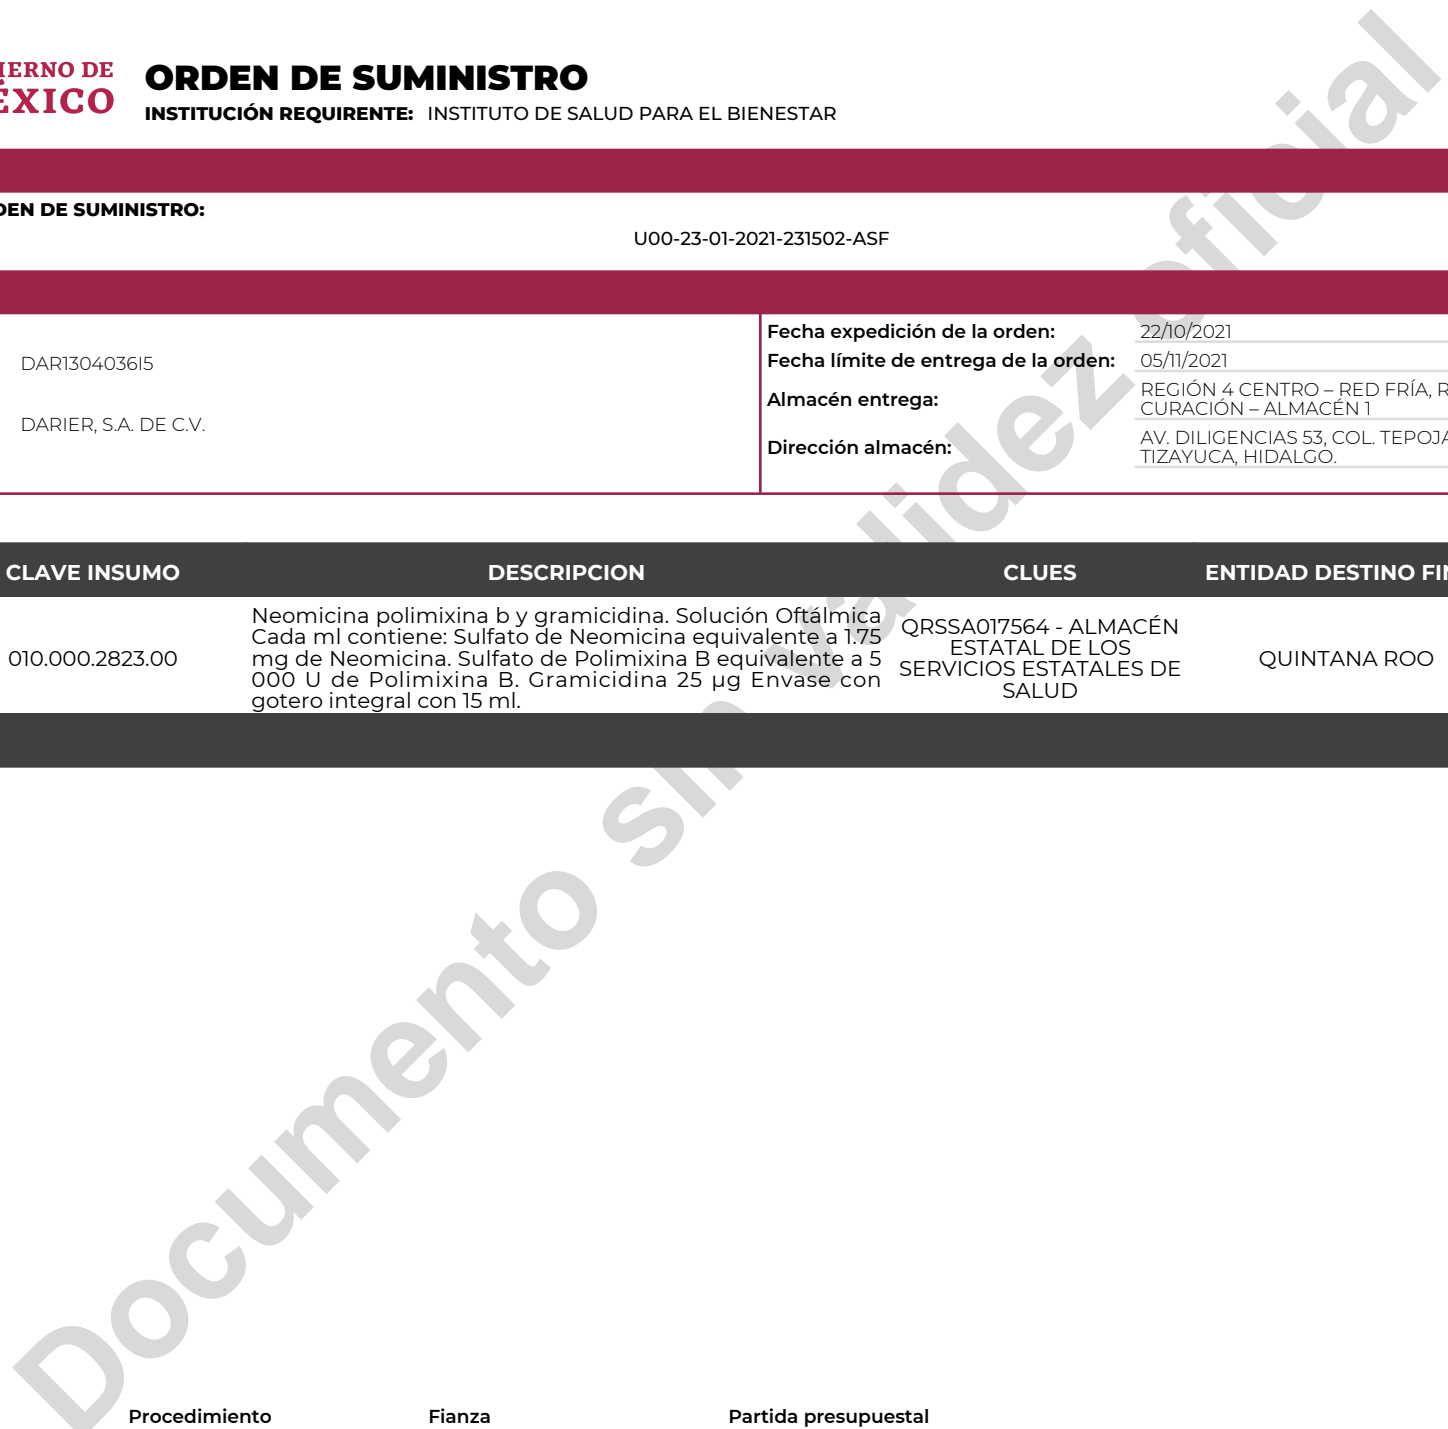 IERNO DE
ÉXICO
ORDEN DE SUMINISTRO
INSTITUCIÓN REQUIRENTE: INSTITUTO DE SALUD PARA EL BIENESTAR
DEN DE SUMINISTRO:
U00-23-01-2021-231502-ASF
DAR1304036I5
DARIER, S.A. DE C.V.
Fecha expedición de la orden: 22/10/2021
Fecha límite de entrega de la orden: 05/11/2021
Almacén entrega: REGIÓN 4 CENTRO – RED FRÍA, R
CURACIÓN – ALMACÉN 1
Dirección almacén: AV. DILIGENCIAS 53, COL. TEPOJA
TIZAYUCA, HIDALGO.
CLAVE INSUMO DESCRIPCION CLUES ENTIDAD DESTINO FIN
010.000.2823.00
Neomicina polimixina b y gramicidina. Solución Oftálmica
Cada ml contiene: Sulfato de Neomicina equivalente a 1.75
mg de Neomicina. Sulfato de Polimixina B equivalente a 5
000 U de Polimixina B. Gramicidina 25 µg Envase con
gotero integral con 15 ml.
QRSSA017564 - ALMACÉN
ESTATAL DE LOS
SERVICIOS ESTATALES DE
SALUD
QUINTANA ROO
Documento sin validez oficial
Procedimiento Fianza Partida presupuestal